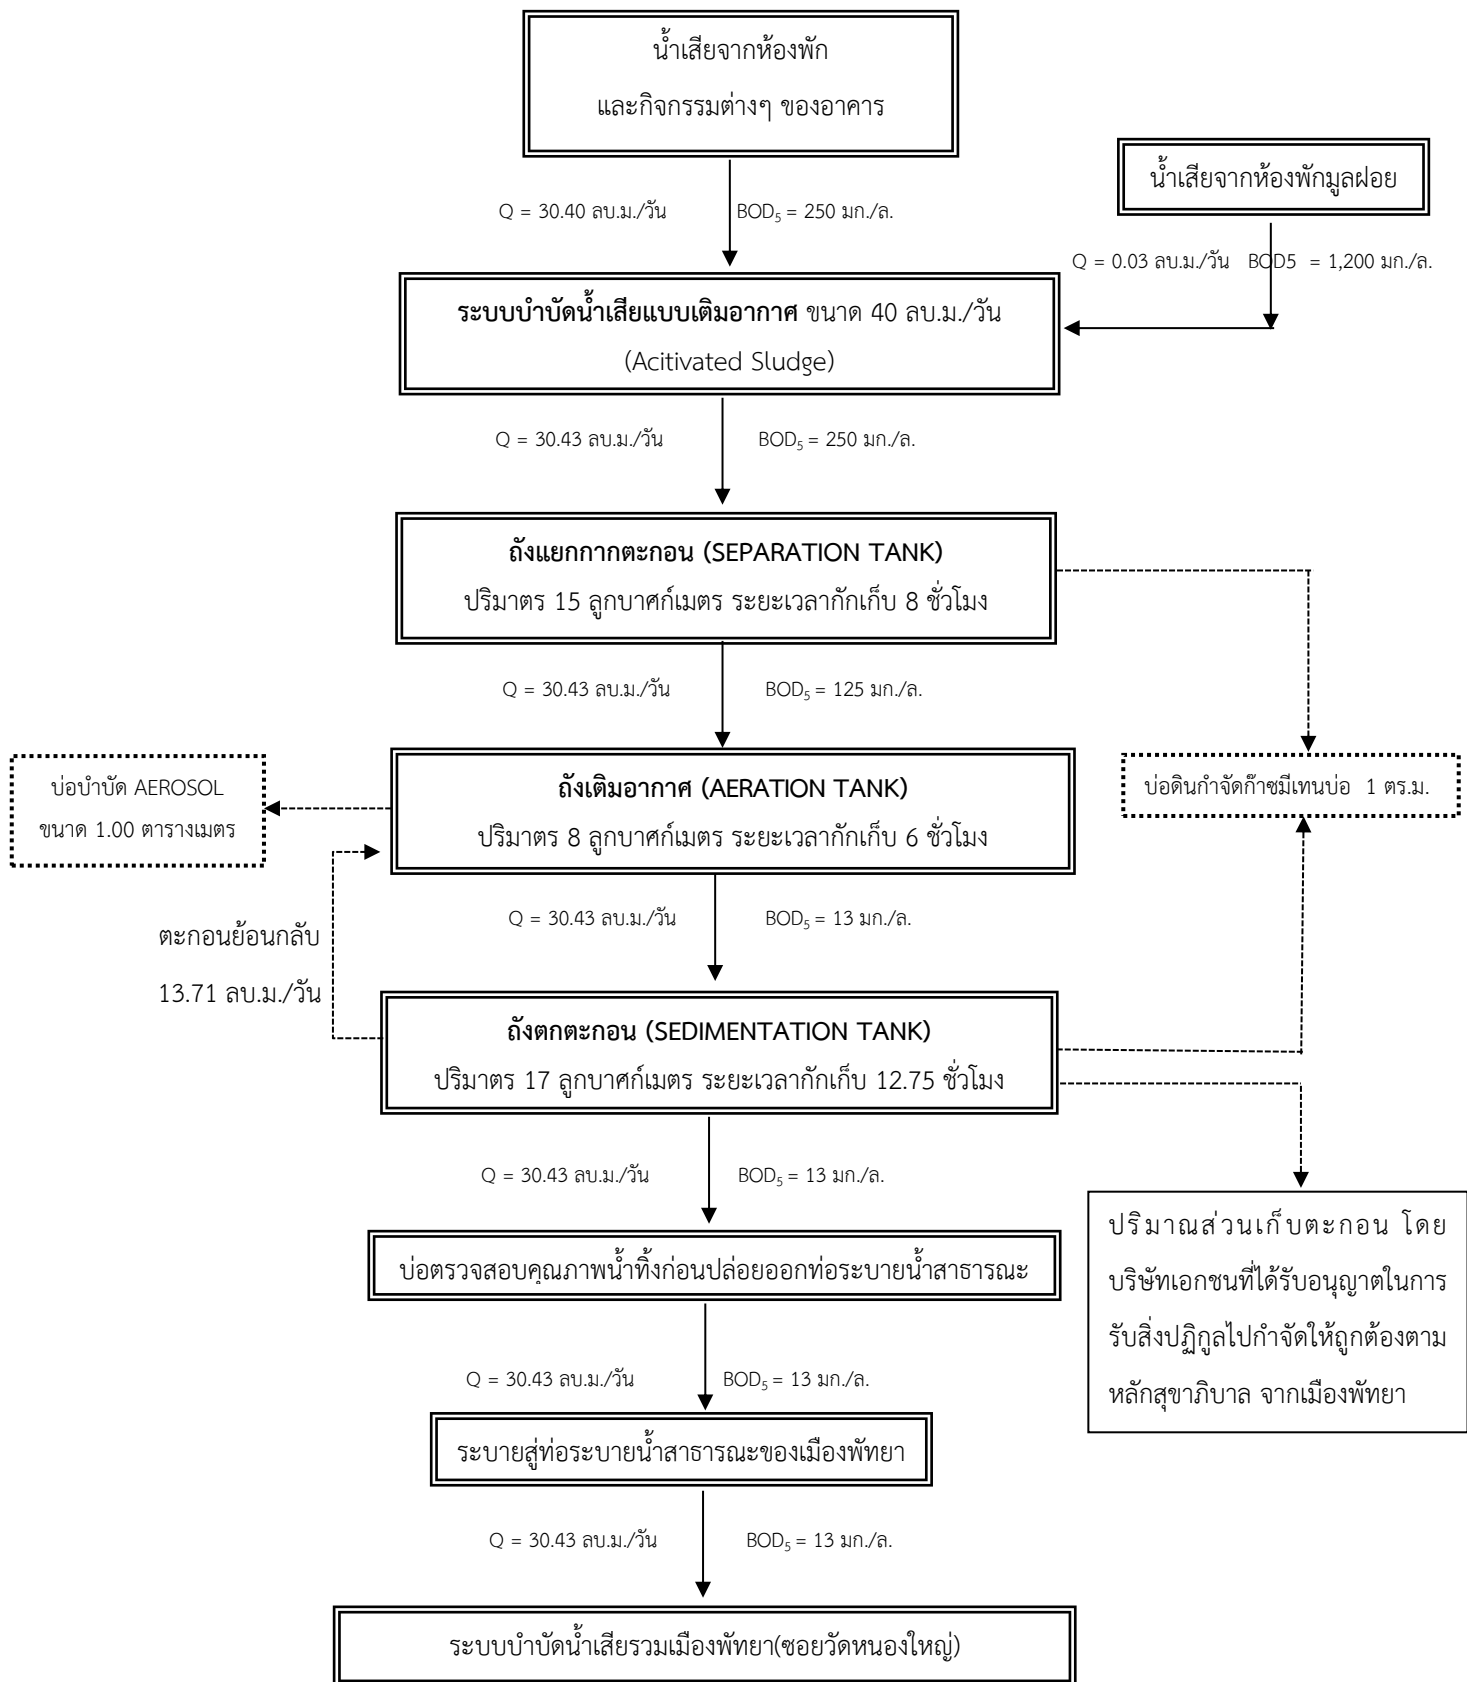 น้ำเสียจากห้องพัก
และกิจกรรมต่างๆ ของอาคาร
น้ำเสียจากห้องพักมูลฝอย
Q = 30.40 ลบ.ม./วัน BOD₅ = 250 มก./ล.
Q = 0.03 ลบ.ม./วัน BOD5 = 1,200 มก./ล.
ระบบบำบัดน้ำเสียแบบเติมอากาศ ขนาด 40 ลบ.ม./วัน
(Acitivated Sludge)
Q = 30.43 ลบ.ม./วัน BOD₅ = 250 มก./ล.
ถังแยกกากตะกอน (SEPARATION TANK)
ปริมาตร 15 ลูกบาศก์เมตร ระยะเวลากักเก็บ 8 ชั่วโมง
Q = 30.43 ลบ.ม./วัน BOD₅ = 125 มก./ล.
บ่อบำบัด AEROSOL
ขนาด 1.00 ตารางเมตร
ถังเติมอากาศ (AERATION TANK)
ปริมาตร 8 ลูกบาศก์เมตร ระยะเวลากักเก็บ 6 ชั่วโมง
บ่อดินกำจัดก๊าซมีเทนบ่อ 1 ตร.ม.
Q = 30.43 ลบ.ม./วัน BOD₅ = 13 มก./ล.
ตะกอนย้อนกลับ
13.71 ลบ.ม./วัน
ถังตกตะกอน (SEDIMENTATION TANK)
ปริมาตร 17 ลูกบาศก์เมตร ระยะเวลากักเก็บ 12.75 ชั่วโมง
Q = 30.43 ลบ.ม./วัน BOD₅ = 13 มก./ล.
บ่อตรวจสอบคุณภาพน้ำทิ้งก่อนปล่อยออกท่อระบายน้ำสาธารณะ
ปริมาณส่วนเก็บตะกอน โดย
บริษัทเอกชนที่ได้รับอนุญาตในการ
รับสิ่งปฏิกูลไปกำจัดให้ถูกต้องตาม
หลักสุขาภิบาล จากเมืองพัทยา
Q = 30.43 ลบ.ม./วัน BOD₅ = 13 มก./ล.
ระบายสู่ท่อระบายน้ำสาธารณะของเมืองพัทยา
Q = 30.43 ลบ.ม./วัน BOD₅ = 13 มก./ล.
ระบบบำบัดน้ำเสียรวมเมืองพัทยา(ซอยวัดหนองใหญ่)